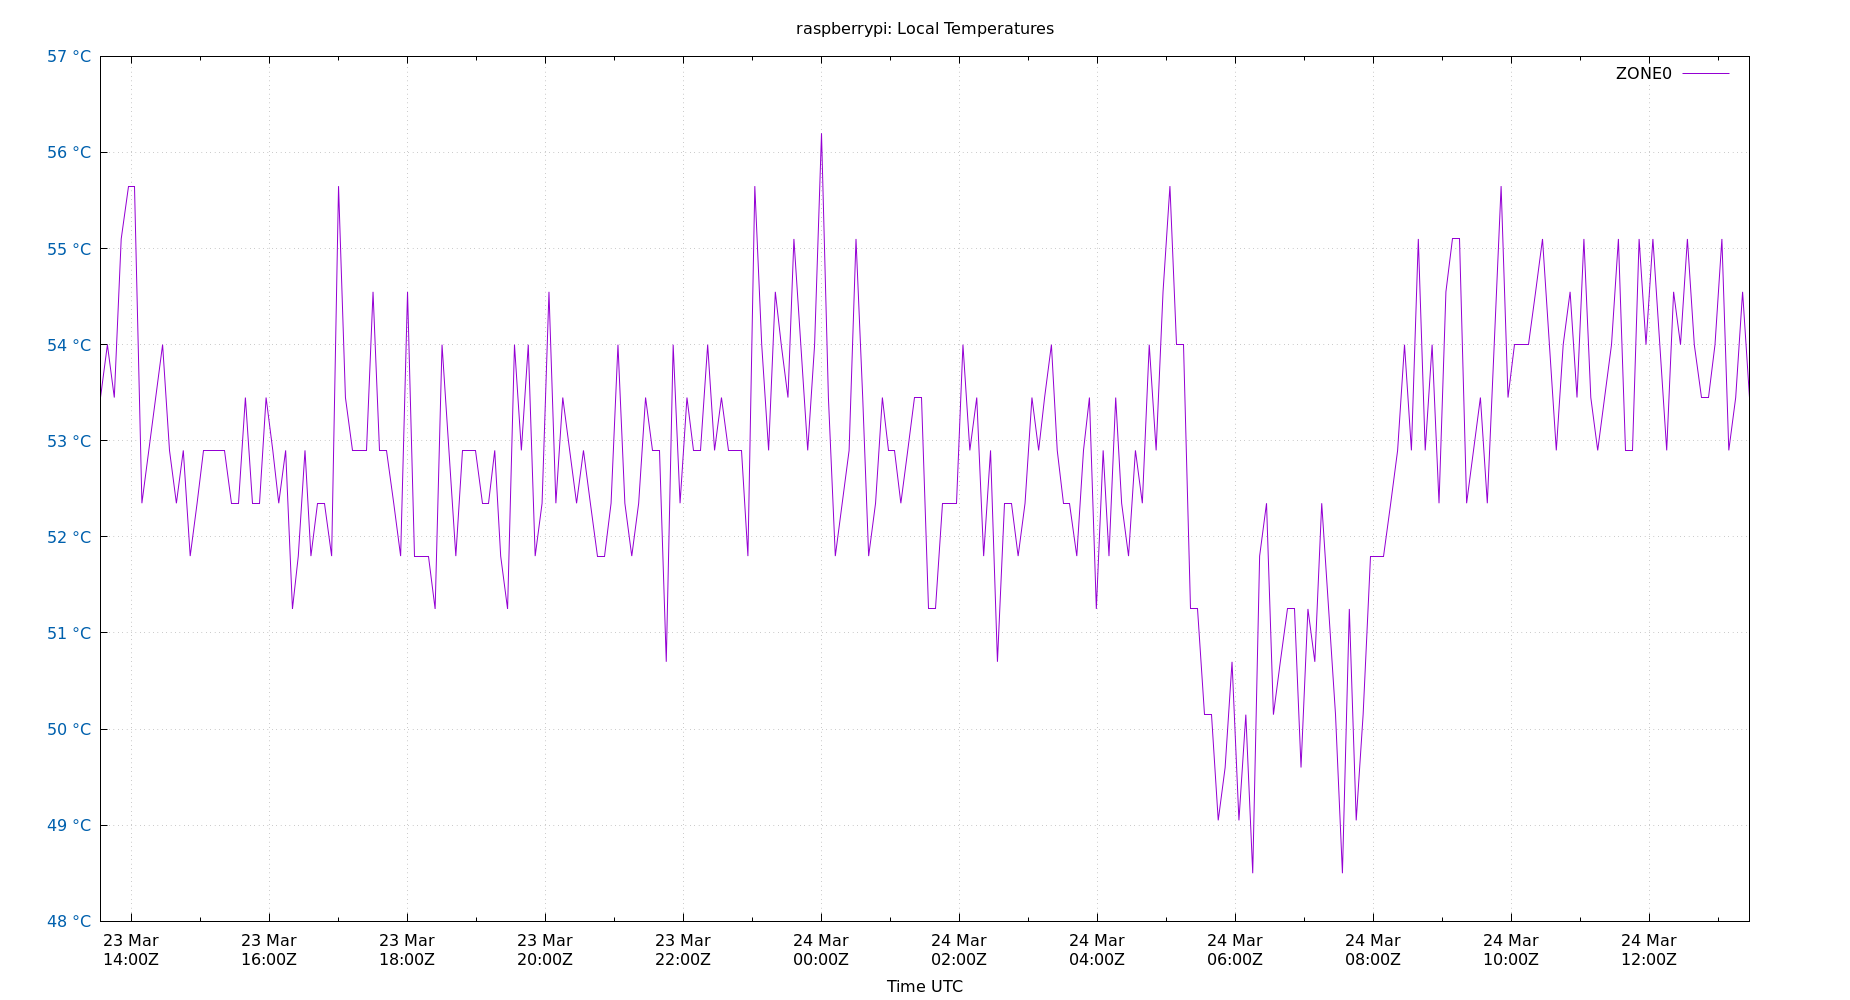 raspberrypi: Local Temperatures
57 °C
ZONE0
56 °C
55 °C
54 °C
53 °C
52 °C
51 °C
50 °C
49 °C
48 °C
23 Mar 23 Mar 23 Mar 23 Mar 23 Mar 24 Mar 24 Mar 24 Mar 24 Mar 24 Mar 24 Mar 24 Mar
14:00Z 16:00Z 18:00Z 20:00Z 22:00Z 00:00Z 02:00Z 04:00Z 06:00Z 08:00Z 10:00Z 12:00Z
Time UTC